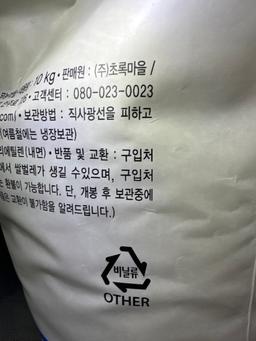 10 kg • 판매원 : (주)초록마을 /
고객센터 : 080-023-0023
com) • 보관방법 : 직사광선을 피하고
(여름철에는 냉장보관)
리에틸렌(내면) • 반품 및 교환 : 구입처
에서 쌀벌레가 생길 수있으며, 구입처
는 환불이 가능합니다. 단, 개봉 후 보관중에
교환이 불가함을 알려드립니다.)
비닐류
OTHER